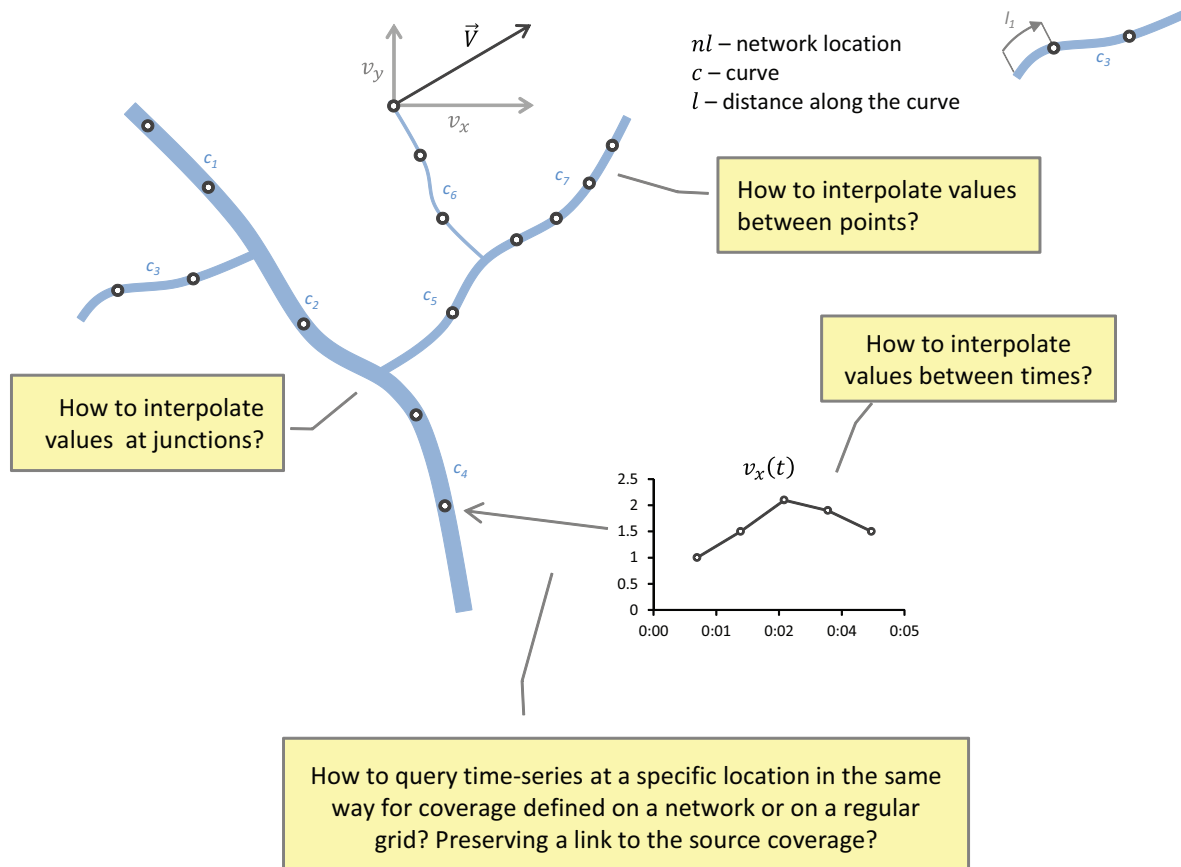 V⃗
v_y
v_x
nl – network location
c – curve
l – distance along the curve
l_1
c_3
c_1
c_6
c_7
How to interpolate values
between points?
c_3
c_2
c_5
How to interpolate
values between times?
How to interpolate
values at junctions?
c_4
v_x(t)
2.5
2
1.5
1
0.5
0
0:00 0:01 0:02 0:04 0:05
How to query time-series at a specific location in the same
way for coverage defined on a network or on a regular
grid? Preserving a link to the source coverage?